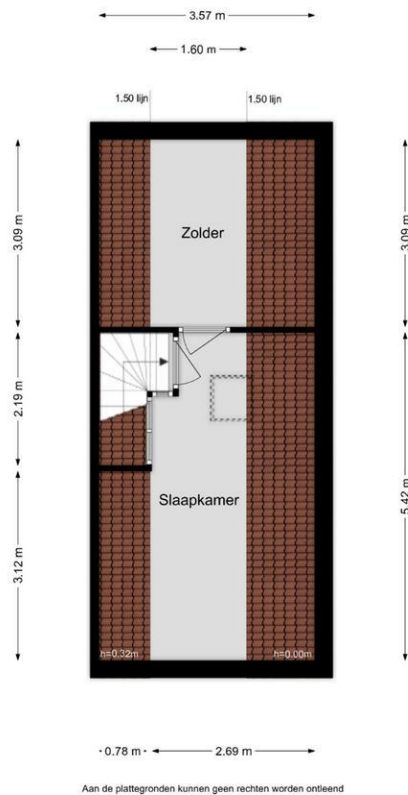 3.57 m
1.60 m
1.50 lijn 1.50 lijn
3.09 m
3.09 m
Zolder
2.19 m
5.42 m
Slaapkamer
3.12 m
h=0.32m h=0.00m
0.78 m 2.69 m
Aan de plattegronden kunnen geen rechten worden ontleend